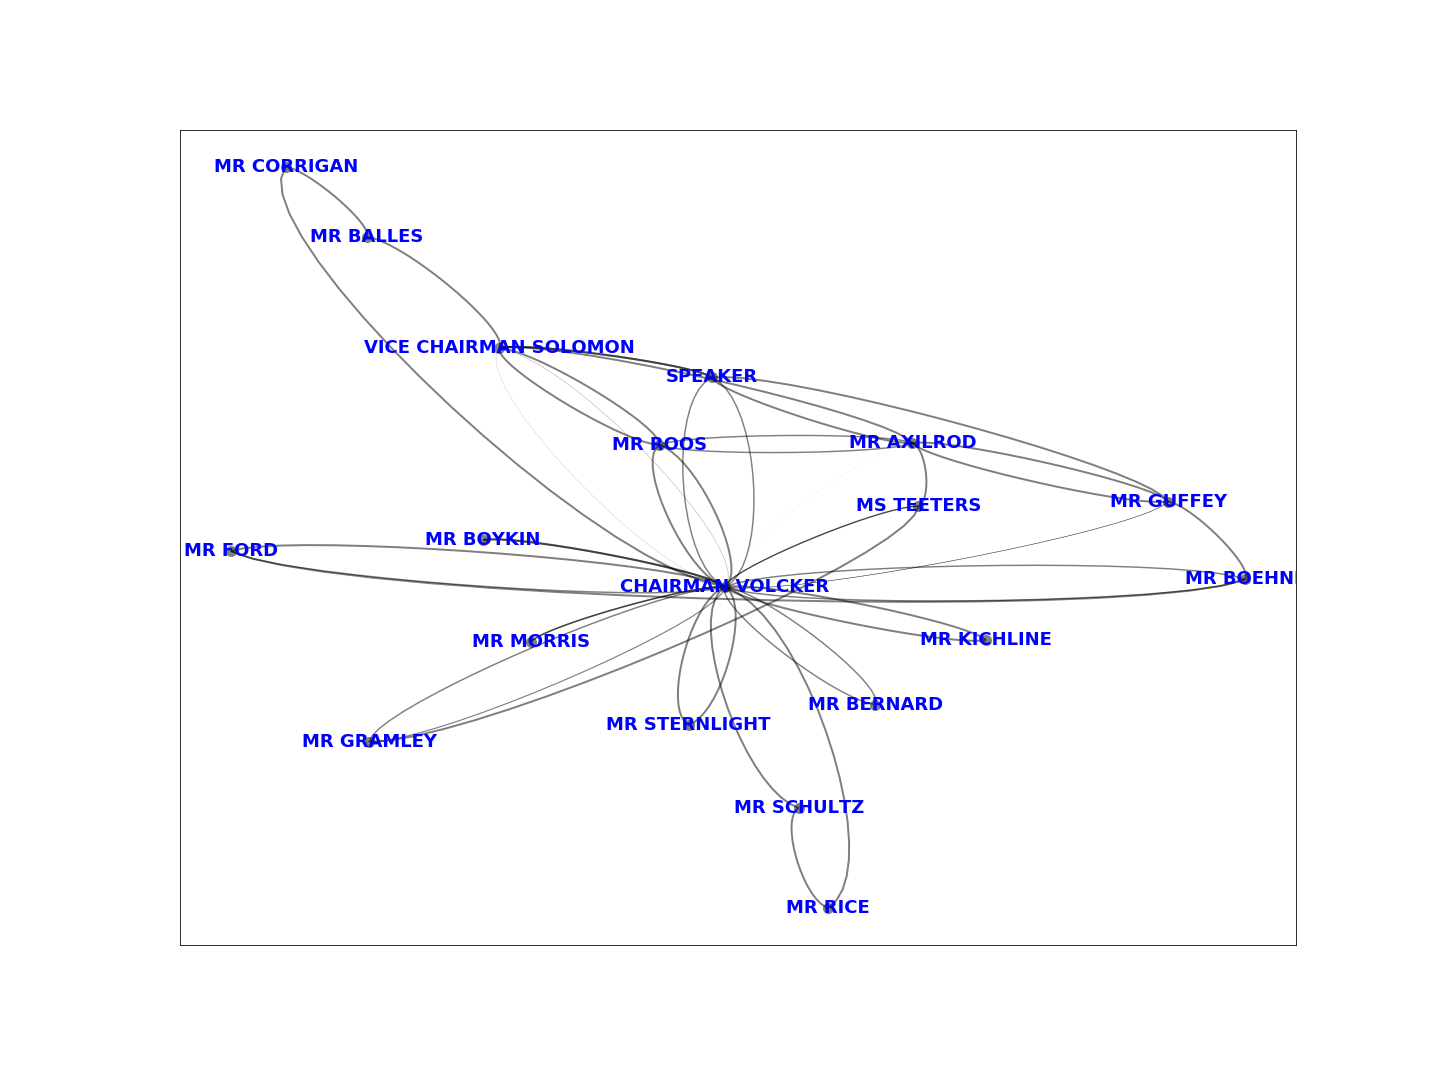 MR CORRIGAN
MR BALLES
VICE CHAIRMAN SOLOMON
SPEAKER
MR ROOS
MR AXILROD
MR GUFFEY
MS TEETERS
MR BOYKIN
MR FORD
MR BOEHN
CHAIRMAN VOLCKER
MR MORRIS
MR KICHLINE
MR BERNARD
MR STERNLIGHT
MR GRAMLEY
MR SCHULTZ
MR RICE